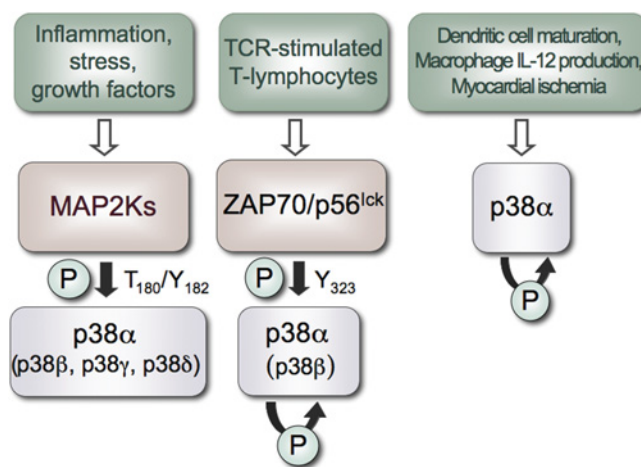 Inflammation,
stress,
growth factors
TCR-stimulated
T-lymphocytes
Dendritic cell maturation,
Macrophage IL-12 production,
Myocardial ischemia
MAP2Ks
ZAP70/p56lck
p38α
P
T180/Y182
P
Y323
P
p38α
(p38β, p38γ, p38δ)
p38α
(p38β)
P